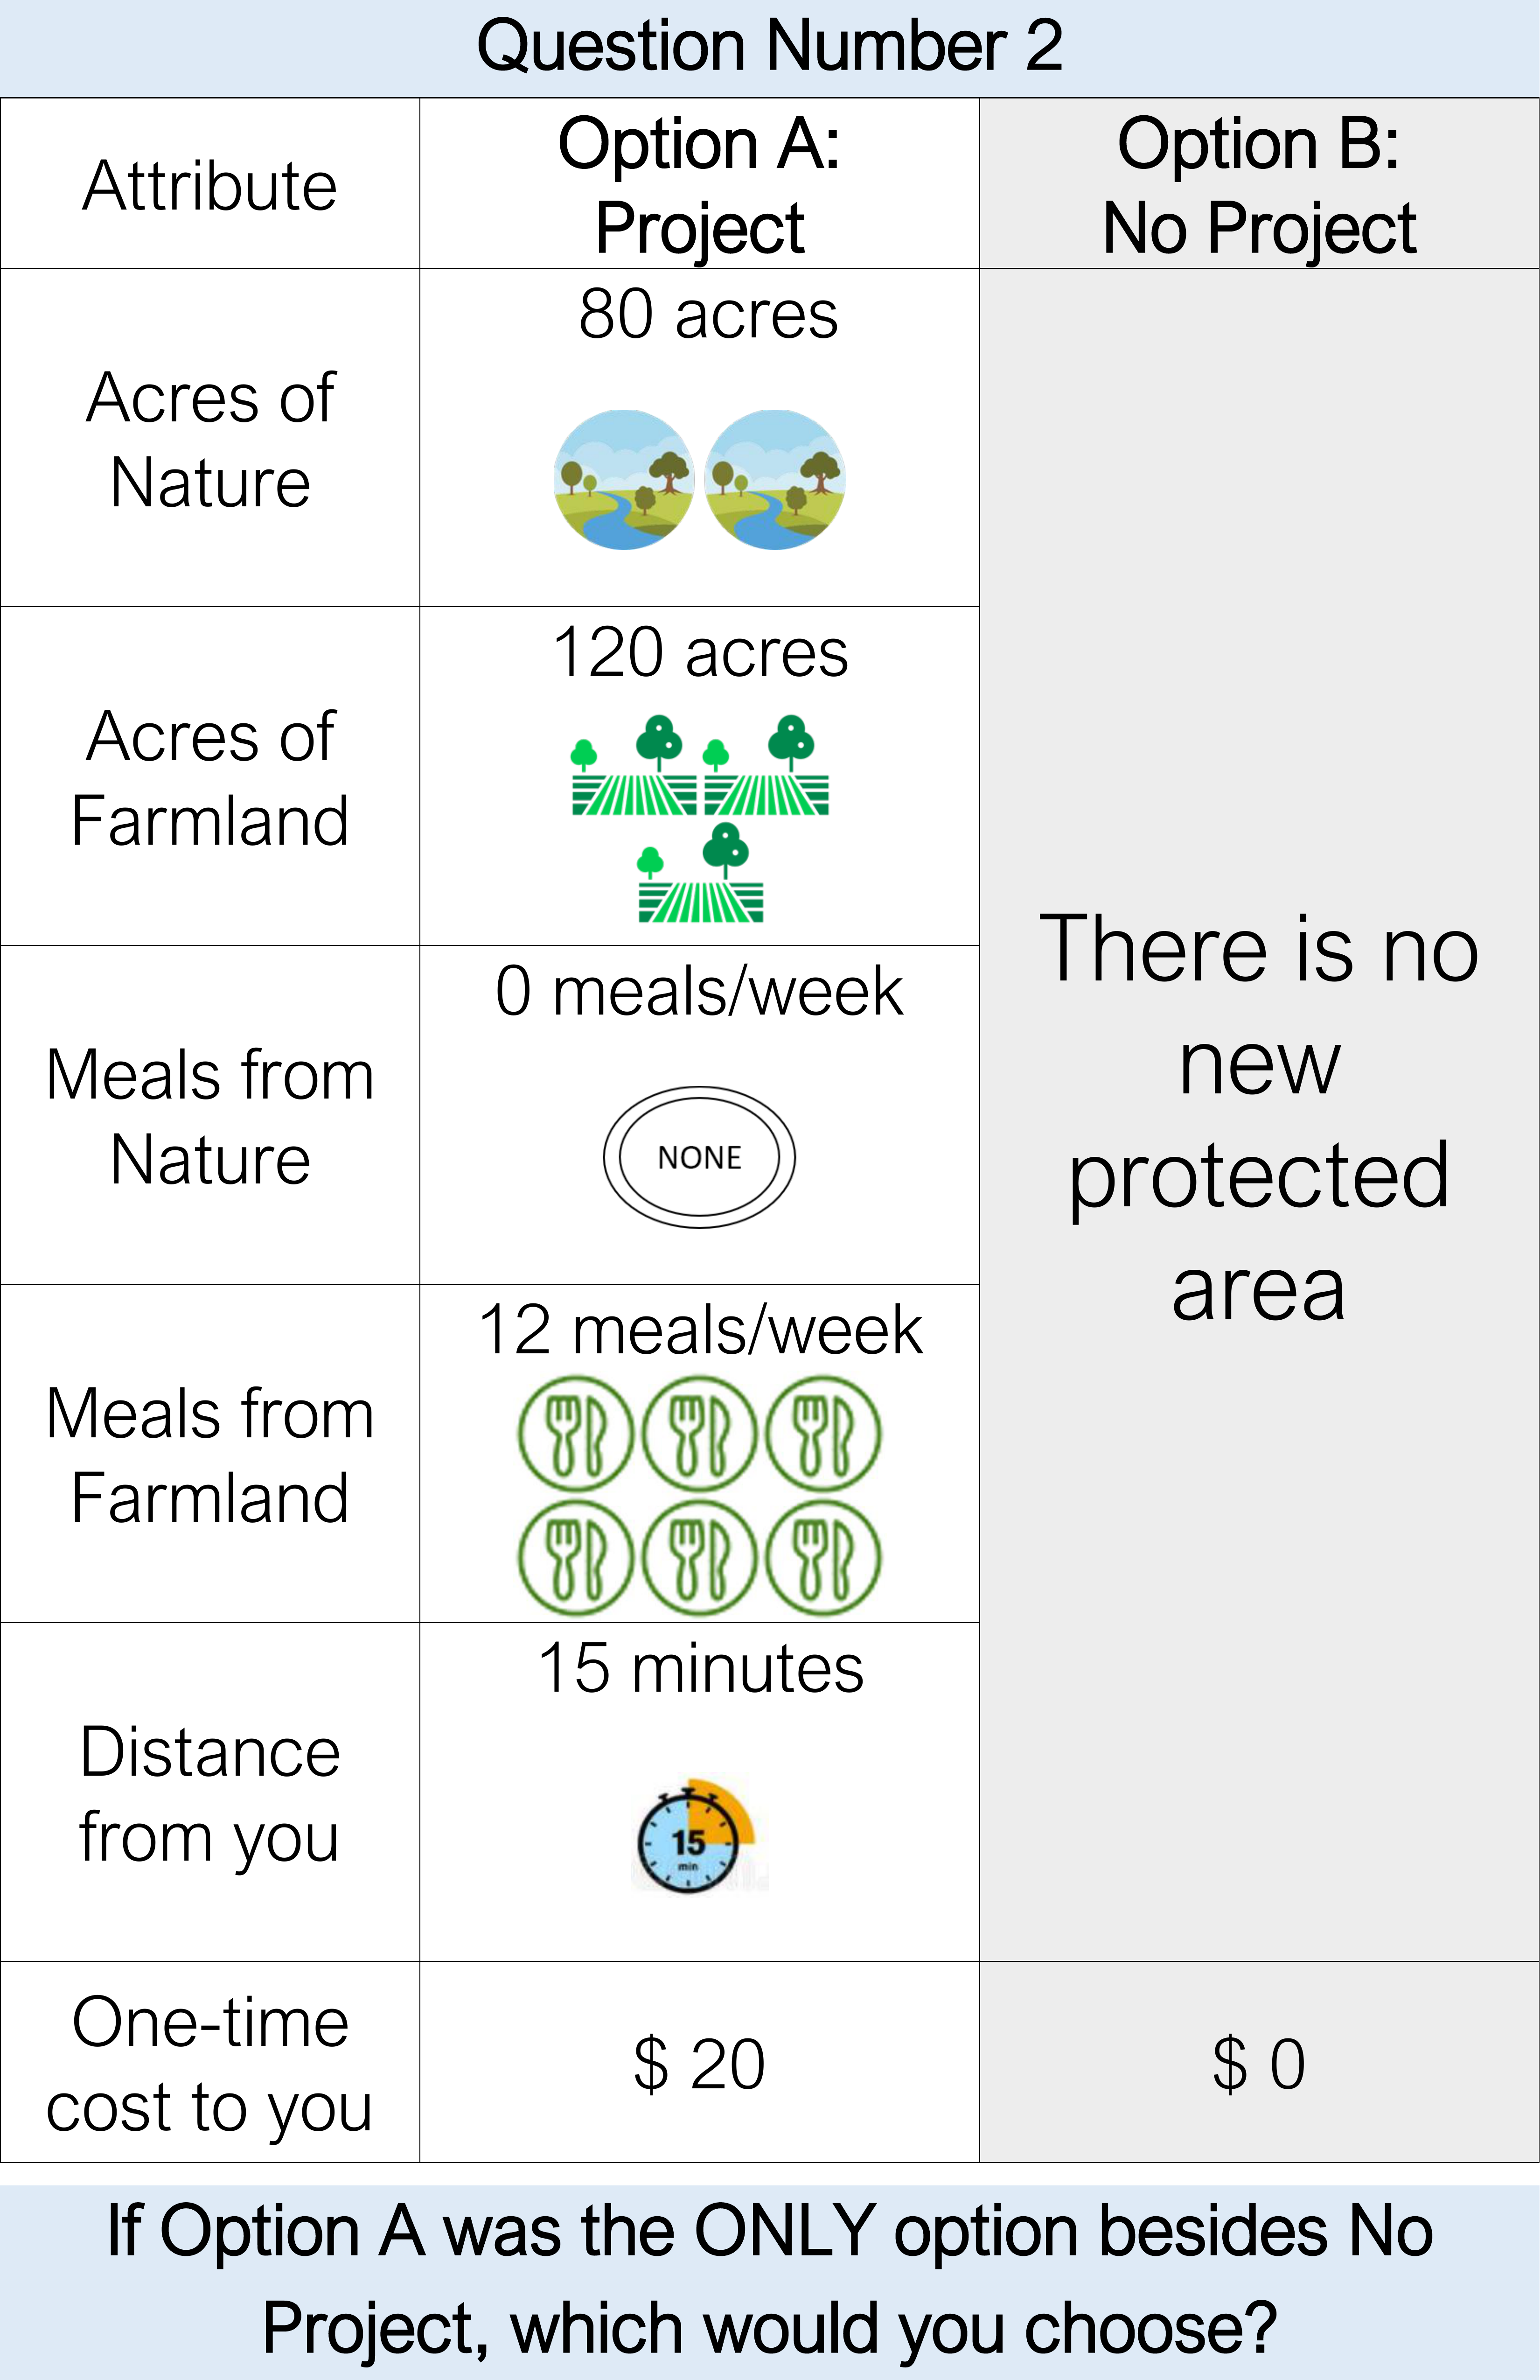 Question Number 2
Attribute
Option A:
Project
Option B:
No Project
Acres of
Nature
80 acres
Acres of
Farmland
120 acres
Meals from
Nature
0 meals/week
NONE
Meals from
Farmland
12 meals/week
Distance
from you
15 minutes
15
min
There is no
new
protected
area
One-time
cost to you
$ 20
$ 0
If Option A was the ONLY option besides No
Project, which would you choose?